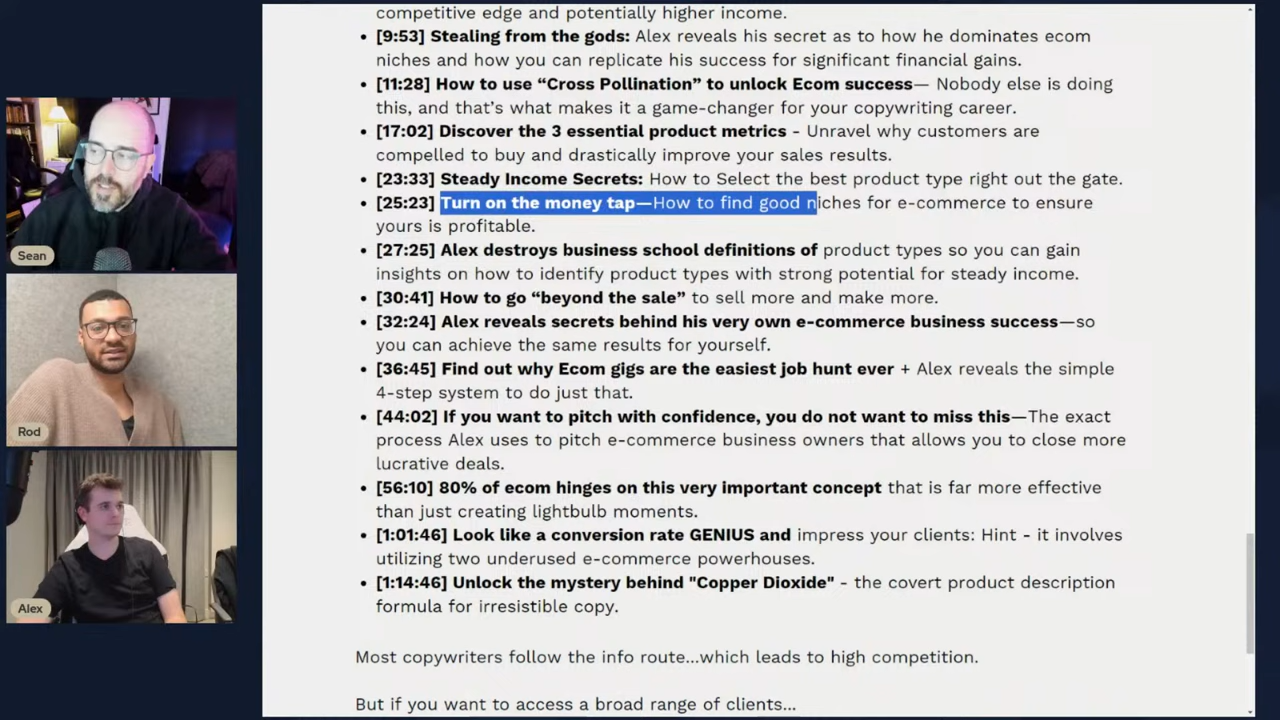 competitive edge and potentially higher income.
• [9:53] Stealing from the gods: Alex reveals his secret as to how he dominates ecom
niches and how you can replicate his success for significant financial gains.
• [11:28] How to use “Cross Pollination” to unlock Ecom success— Nobody else is doing
this, and that’s what makes it a game-changer for your copywriting career.
• [17:02] Discover the 3 essential product metrics - Unravel why customers are
compelled to buy and drastically improve your sales results.
• [23:33] Steady Income Secrets: How to Select the best product type right out the gate.
• [25:23] Turn on the money tap—How to find good niches for e-commerce to ensure
yours is profitable.
• [27:25] Alex destroys business school definitions of product types so you can gain
insights on how to identify product types with strong potential for steady income.
• [30:41] How to go “beyond the sale” to sell more and make more.
• [32:24] Alex reveals secrets behind his very own e-commerce business success—so
you can achieve the same results for yourself.
• [36:45] Find out why Ecom gigs are the easiest job hunt ever + Alex reveals the simple
4-step system to do just that.
• [44:02] If you want to pitch with confidence, you do not want to miss this—The exact
process Alex uses to pitch e-commerce business owners that allows you to close more
lucrative deals.
• [56:10] 80% of ecom hinges on this very important concept that is far more effective
than just creating lightbulb moments.
• [1:01:46] Look like a conversion rate GENIUS and impress your clients: Hint - it involves
utilizing two underused e-commerce powerhouses.
• [1:14:46] Unlock the mystery behind "Copper Dioxide" - the covert product description
formula for irresistible copy.
Most copywriters follow the info route...which leads to high competition.
But if you want to access a broad range of clients...
Sean
Rod
Alex